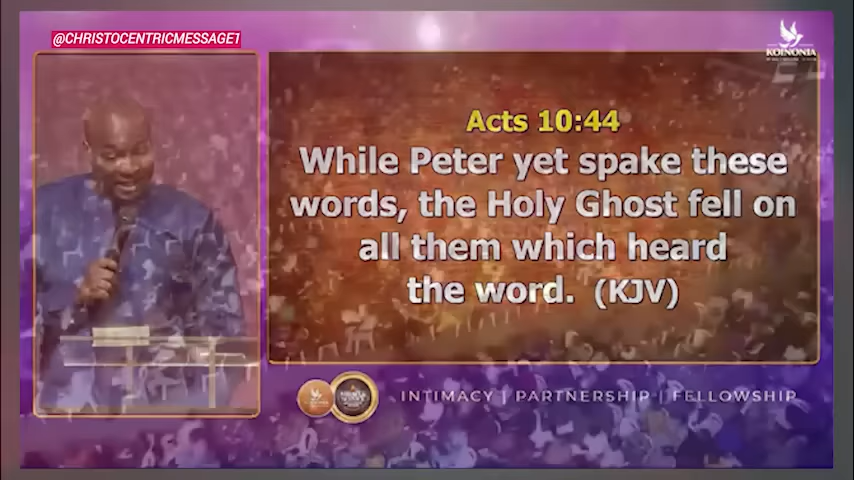 @CHRISTOCENTRICMESSAGE1
KOINONIA
Acts 10:44
While Peter yet spake these
words, the Holy Ghost fell on
all them which heard
the word. (KJV)
INTIMACY | PARTNERSHIP | FELLOWSHIP